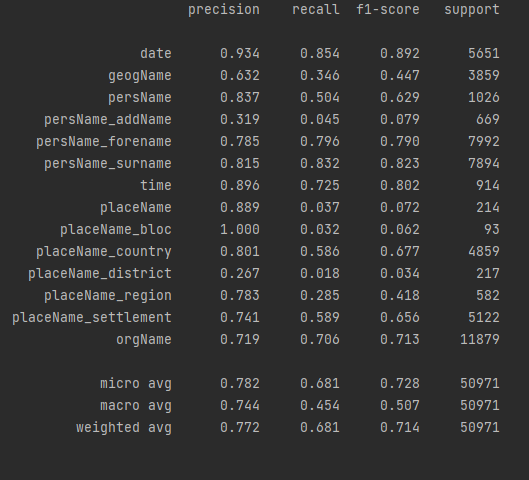 precision recall f1-score support
date 0.934 0.854 0.892 5651
geogName 0.632 0.346 0.447 3859
persName 0.837 0.504 0.629 1026
persName_addName 0.319 0.045 0.079 669
persName_forename 0.785 0.796 0.790 7992
persName_surname 0.815 0.832 0.823 7894
time 0.896 0.725 0.802 914
placeName 0.889 0.037 0.072 214
placeName_bloc 1.000 0.032 0.062 93
placeName_country 0.801 0.586 0.677 4859
placeName_district 0.267 0.018 0.034 217
placeName_region 0.783 0.285 0.418 582
placeName_settlement 0.741 0.589 0.656 5122
orgName 0.719 0.706 0.713 11879
micro avg 0.782 0.681 0.728 50971
macro avg 0.744 0.454 0.507 50971
weighted avg 0.772 0.681 0.714 50971